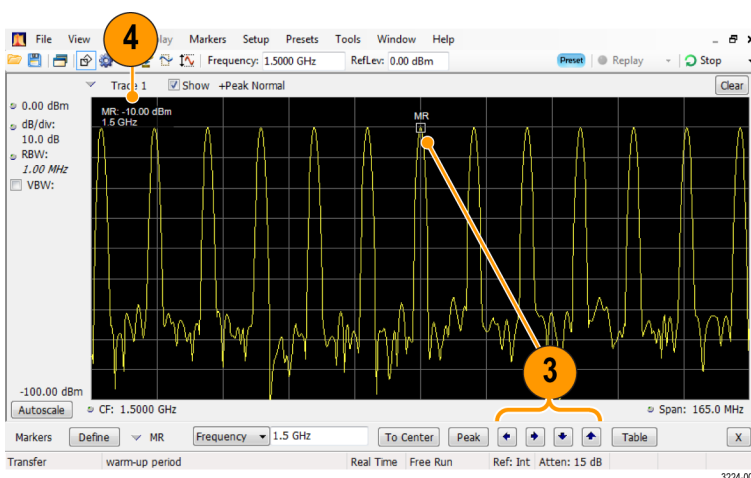 File View lay Markers Setup Presets Tools Window Help
Frequency: 1.5000 GHz RefLev: 0.00 dBm Preset Replay Stop
4
Trace 1 Show +Peak Normal Clear
0.00 dBm
MR: -10.00 dBm
1.5 GHz
MR
dB/div:
10.0 dB
RBW:
1.00 MHz
VBW:
3
-100.00 dBm
Autoscale CF: 1.5000 GHz Span: 165.0 MHz
Markers Define MR Frequency 1.5 GHz To Center Peak Table X
Transfer warm-up period Real Time Free Run Ref: Int Atten: 15 dB